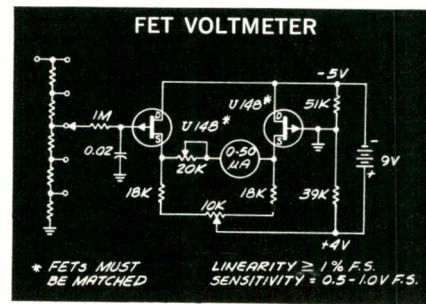 FET VOLTMETER
-5V
D
S
D
S
1M
U148*
U148*
51K
0.02
20K
0-50
μA
-
9V
+
18K
18K
39K
10K
+4V
* FETs MUST
BE MATCHED
LINEARITY ≥ 1% F.S.
SENSITIVITY = 0.5-1.0V F.S.